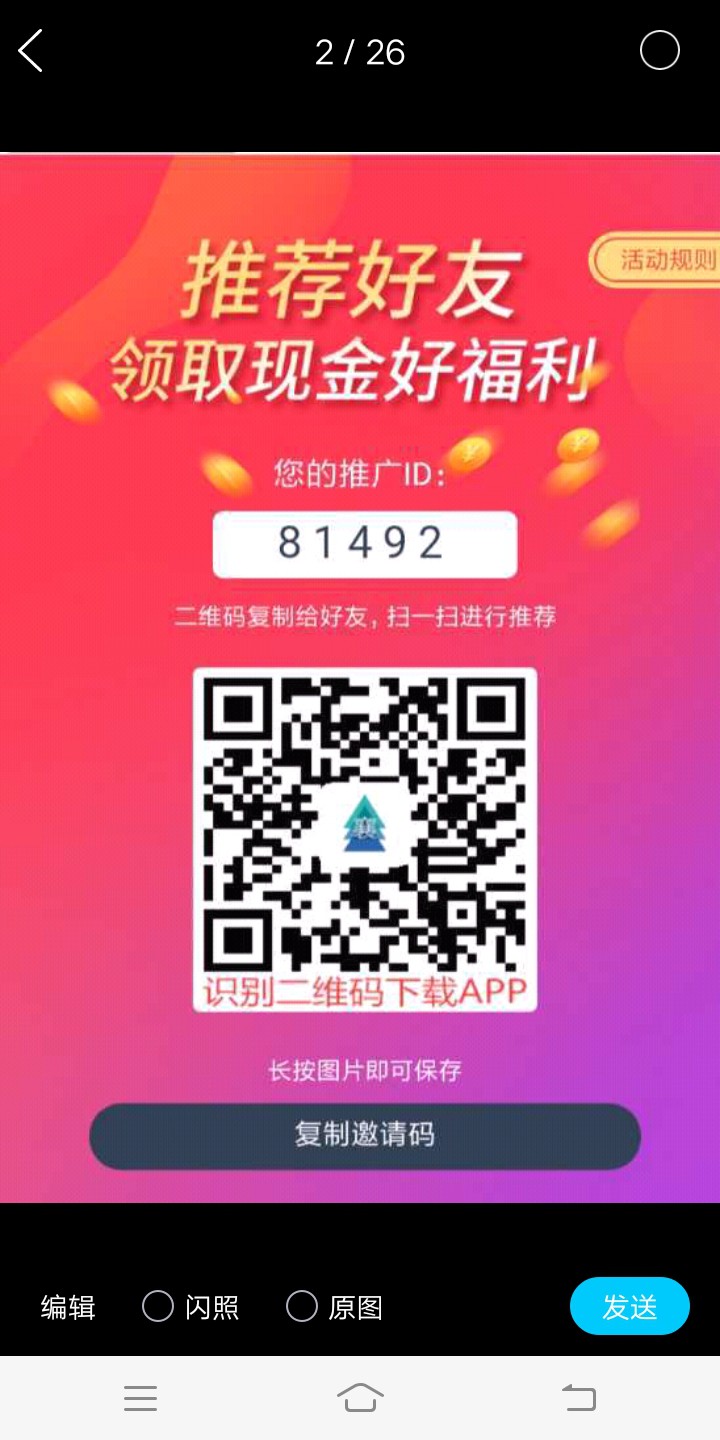 2 / 26
活动规则
推荐好友
领取现金好福利
您的推广ID:
81492
二维码复制给好友，扫一扫进行推荐
襄
识别二维码下载APP
长按图片即可保存
复制邀请码
编辑 闪照 原图 发送